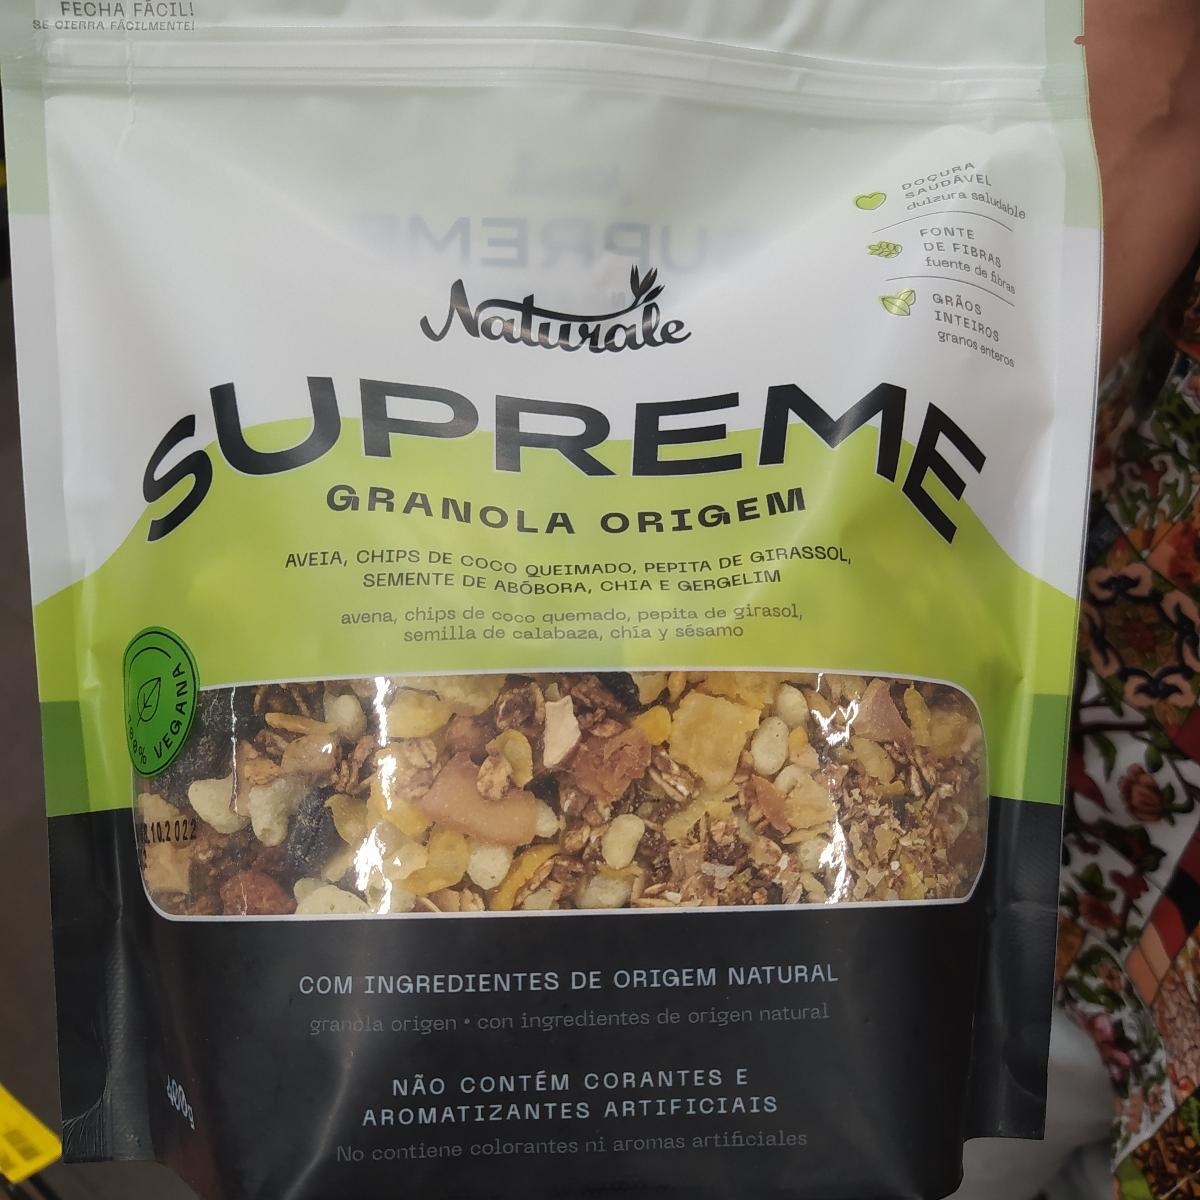 FECHA FÁCIL!
SE CIERRA FÁCILMENTE!
DOÇURA
SAUDÁVEL
dulzura saludable
FONTE
DE FIBRAS
fuente de fibras
GRÃOS
INTEIROS
granos enteros
Naturale
SUPREME
GRANOLA ORIGEM
AVEIA, CHIPS DE COCO QUEIMADO, PEPITA DE GIRASSOL,
SEMENTE DE ABÓBORA, CHIA E GERGELIM
avena, chips de coco quemado, pepita de girasol,
semilla de calabaza, chía y sésamo
100% VEGANA
.10.2022
COM INGREDIENTES DE ORIGEM NATURAL
granola origen • con ingredientes de origen natural
NÃO CONTÉM CORANTES E
AROMATIZANTES ARTIFICIAIS
No contiene colorantes ni aromas artificiales
400g